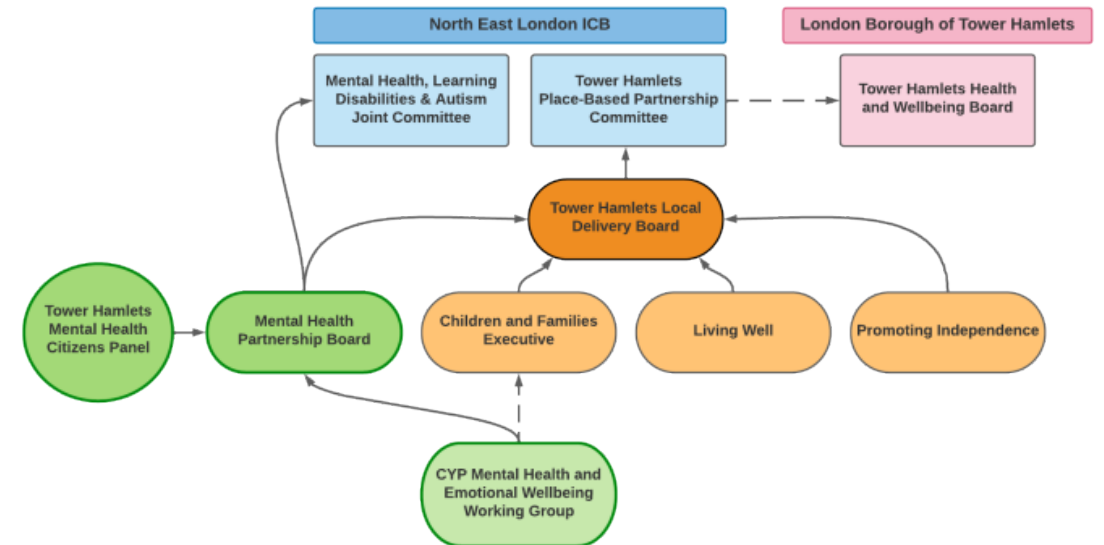 North East London ICB
London Borough of Tower Hamlets
Mental Health, Learning
Disabilities & Autism
Joint Committee
Tower Hamlets
Place-Based Partnership
Committee
Tower Hamlets Health
and Wellbeing Board
Tower Hamlets Local
Delivery Board
Tower Hamlets
Mental Health
Citizens Panel
Mental Health
Partnership Board
Children and Families
Executive
Living Well
Promoting Independence
CYP Mental Health and
Emotional Wellbeing
Working Group